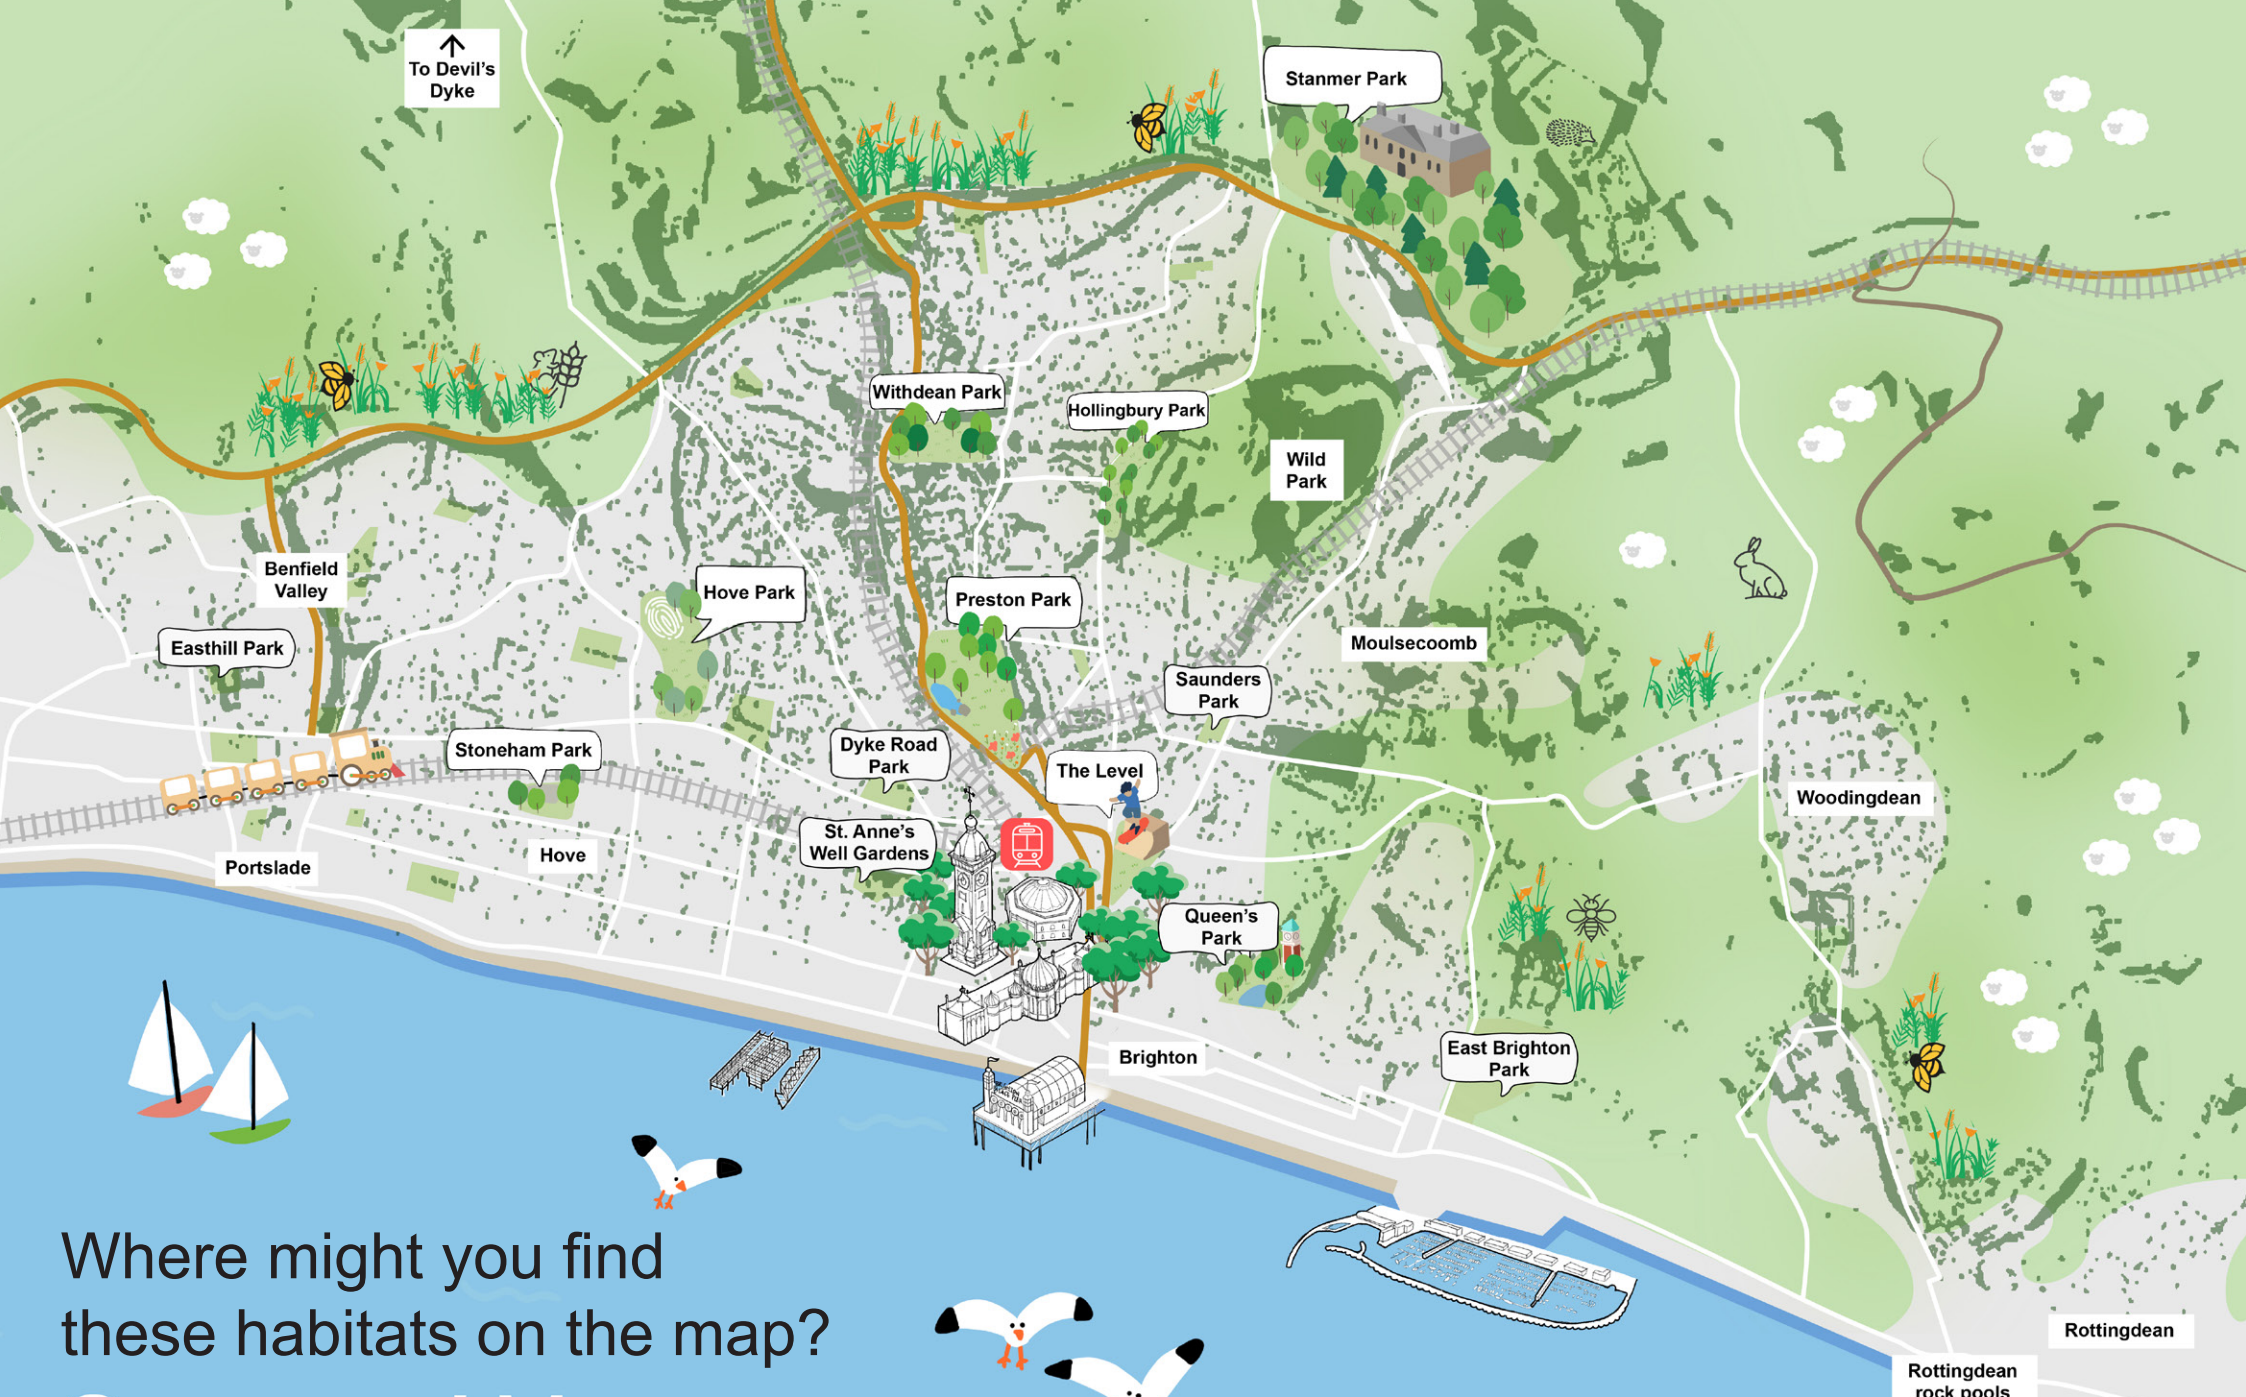 To Devil's
Dyke
Stanmer Park
Withdean Park
Hollingbury Park
Wild
Park
Benfield
Valley
Hove Park
Preston Park
Easthill Park
Moulsecoomb
Saunders
Park
Stoneham Park
Dyke Road
Park
The Level
Woodingdean
St. Anne's
Well Gardens
Portslade
Hove
Queen's
Park
Brighton
East Brighton
Park
Where might you find
these habitats on the map?
Rottingdean
Rottingdean
rock pools